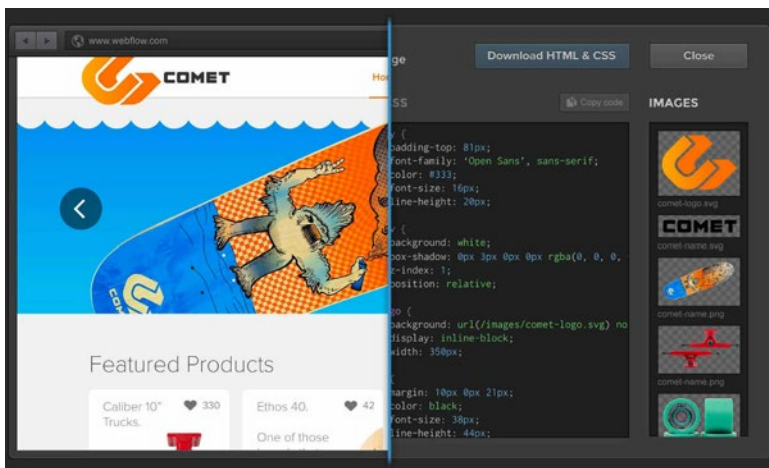 www.webflow.com
COMET
Ho
COM
Featured Products
Caliber 10"
Trucks.
330
Ethos 40.
42
One of those
ge
Download HTML & CSS
Close
SS
Copy code
IMAGES
y {
padding-top: 81px;
font-family: 'Open Sans', sans-serif;
color: #333;
font-size: 16px;
line-height: 20px;
v {
background: white;
box-shadow: 0px 3px 0px 0px rgba(0, 0, 0,
z-index: 1;
position: relative;
go {
background: url(/images/comet-logo.svg) no
display: inline-block;
width: 350px;
{
margin: 10px 0px 21px;
color: black;
font-size: 38px;
line-height: 44px;
comet-logo.svg
COMET
comet-name.svg
comet-name.png
comet-name.png